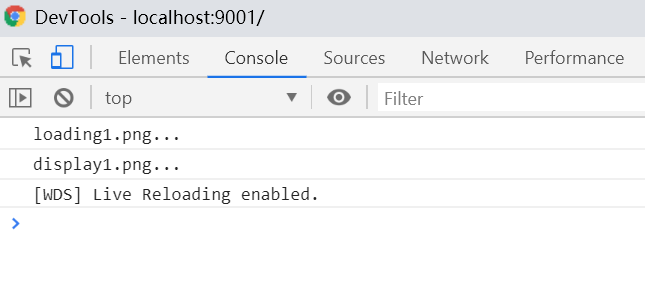 DevTools - localhost:9001/
Elements Console Sources Network Performance
top Filter
loading1.png...
display1.png...
[WDS] Live Reloading enabled.